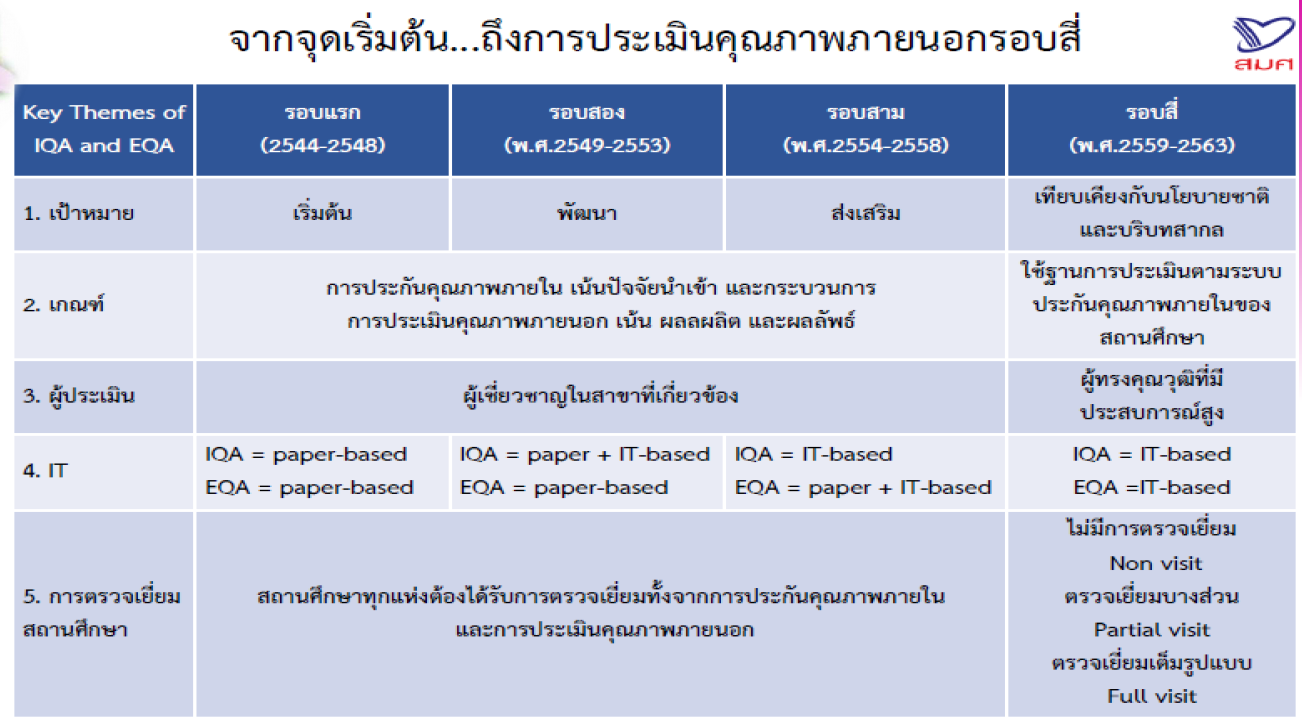 จากจุดเริ่มต้น...ถึงการประเมินคุณภาพภายนอกรอบสี่
สมศ
Key Themes of
IQA and EQA
รอบแรก
(2544-2548)
รอบสอง
(พ.ศ.2549-2553)
รอบสาม
(พ.ศ.2554-2558)
รอบสี่
(พ.ศ.2559-2563)
1. เป้าหมาย
เริ่มต้น
พัฒนา
ส่งเสริม
เทียบเคียงกับนโยบายชาติ
และบริบทสากล
2. เกณฑ์
การประกันคุณภาพภายใน เน้นปัจจัยนำเข้า และกระบวนการ
การประเมินคุณภาพภายนอก เน้น ผลลผลิต และผลลัพธ์
ใช้ฐานการประเมินตามระบบ
ประกันคุณภาพภายในของ
สถานศึกษา
3. ผู้ประเมิน
ผู้เชี่ยวชาญในสาขาที่เกี่ยวข้อง
ผู้ทรงคุณวุฒิที่มี
ประสบการณ์สูง
4. IT
IQA = paper-based
EQA = paper-based
IQA = paper + IT-based
EQA = paper-based
IQA = IT-based
EQA = paper + IT-based
IQA = IT-based
EQA =IT-based
5. การตรวจเยี่ยม
สถานศึกษา
สถานศึกษาทุกแห่งต้องได้รับการตรวจเยี่ยมทั้งจากการประกันคุณภาพภายใน
และการประเมินคุณภาพภายนอก
ไม่มีการตรวจเยี่ยม
Non visit
ตรวจเยี่ยมบางส่วน
Partial visit
ตรวจเยี่ยมเต็มรูปแบบ
Full visit